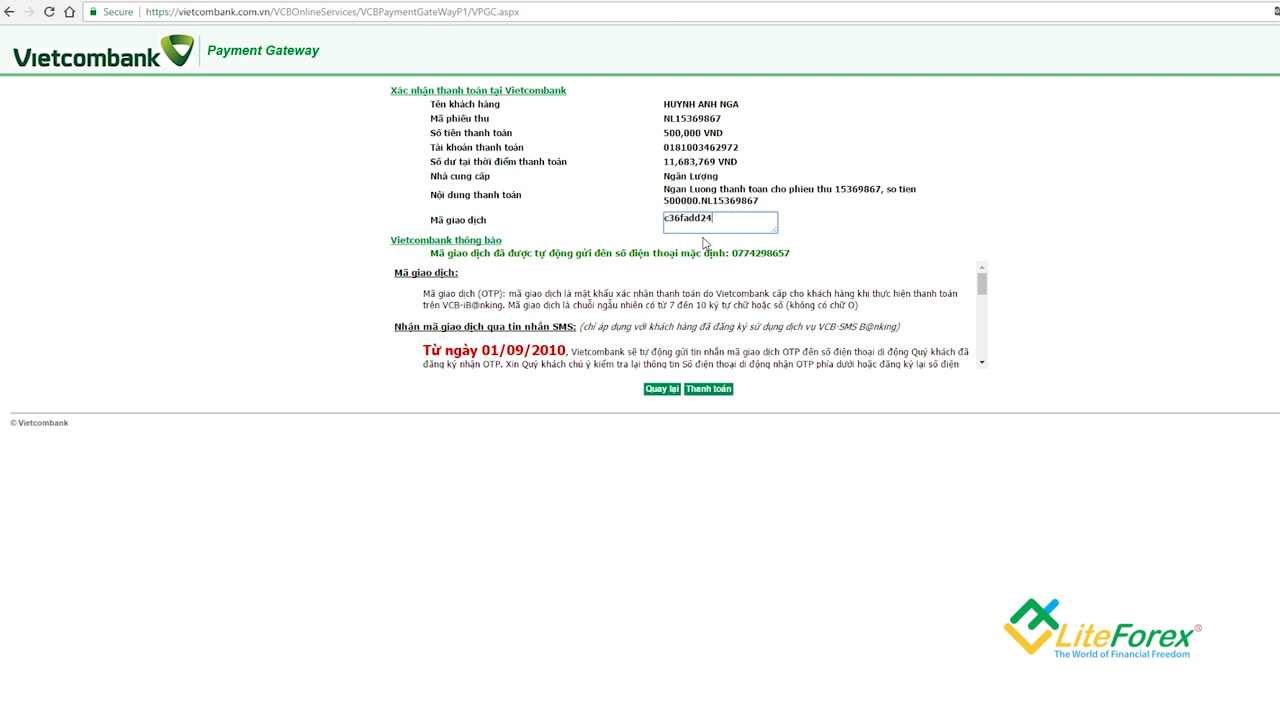 Secure
https://vietcombank.com.vn/VCBOnlineServices/VCBPaymentGateWayP1/VPGC.aspx
Vietcombank
Payment Gateway
Xác nhận thanh toán tại Vietcombank
Tên khách hàng HUYNH ANH NGA
Mã phiếu thu NL15369867
Số tiền thanh toán 500,000 VND
Tài khoản thanh toán 0181003462972
Số dư tại thời điểm thanh toán 11,683,769 VND
Nhà cung cấp Ngân Lượng
Nội dung thanh toán Ngan Luong thanh toan cho phieu thu 15369867, so tien
500000.NL15369867
Mã giao dịch c36fadd24
Vietcombank thông báo
Mã giao dịch đã được tự động gửi đến số điện thoại mặc định: 0774298657
Mã giao dịch:
Mã giao dịch (OTP): mã giao dịch là mật khẩu xác nhận thanh toán do Vietcombank cấp cho khách hàng khi thực hiện thanh toán
trên VCB-iB@nking. Mã giao dịch là chuỗi ngẫu nhiên có từ 7 đến 10 ký tự chữ hoặc số (không có chữ O)
Nhận mã giao dịch qua tin nhắn SMS: (chỉ áp dụng với khách hàng đã đăng ký sử dụng dịch vụ VCB-SMS B@nking)
Từ ngày 01/09/2010, Vietcombank sẽ tự động gửi tin nhắn mã giao dịch OTP đến số điện thoại di động Quý khách đã
đăng ký nhận OTP. Xin Quý khách chú ý kiểm tra lại thông tin Số điện thoại di động nhận OTP phía dưới hoặc đăng ký lại số điện
Quay lại Thanh toán
© Vietcombank
LiteForex®
The World of Financial Freedom